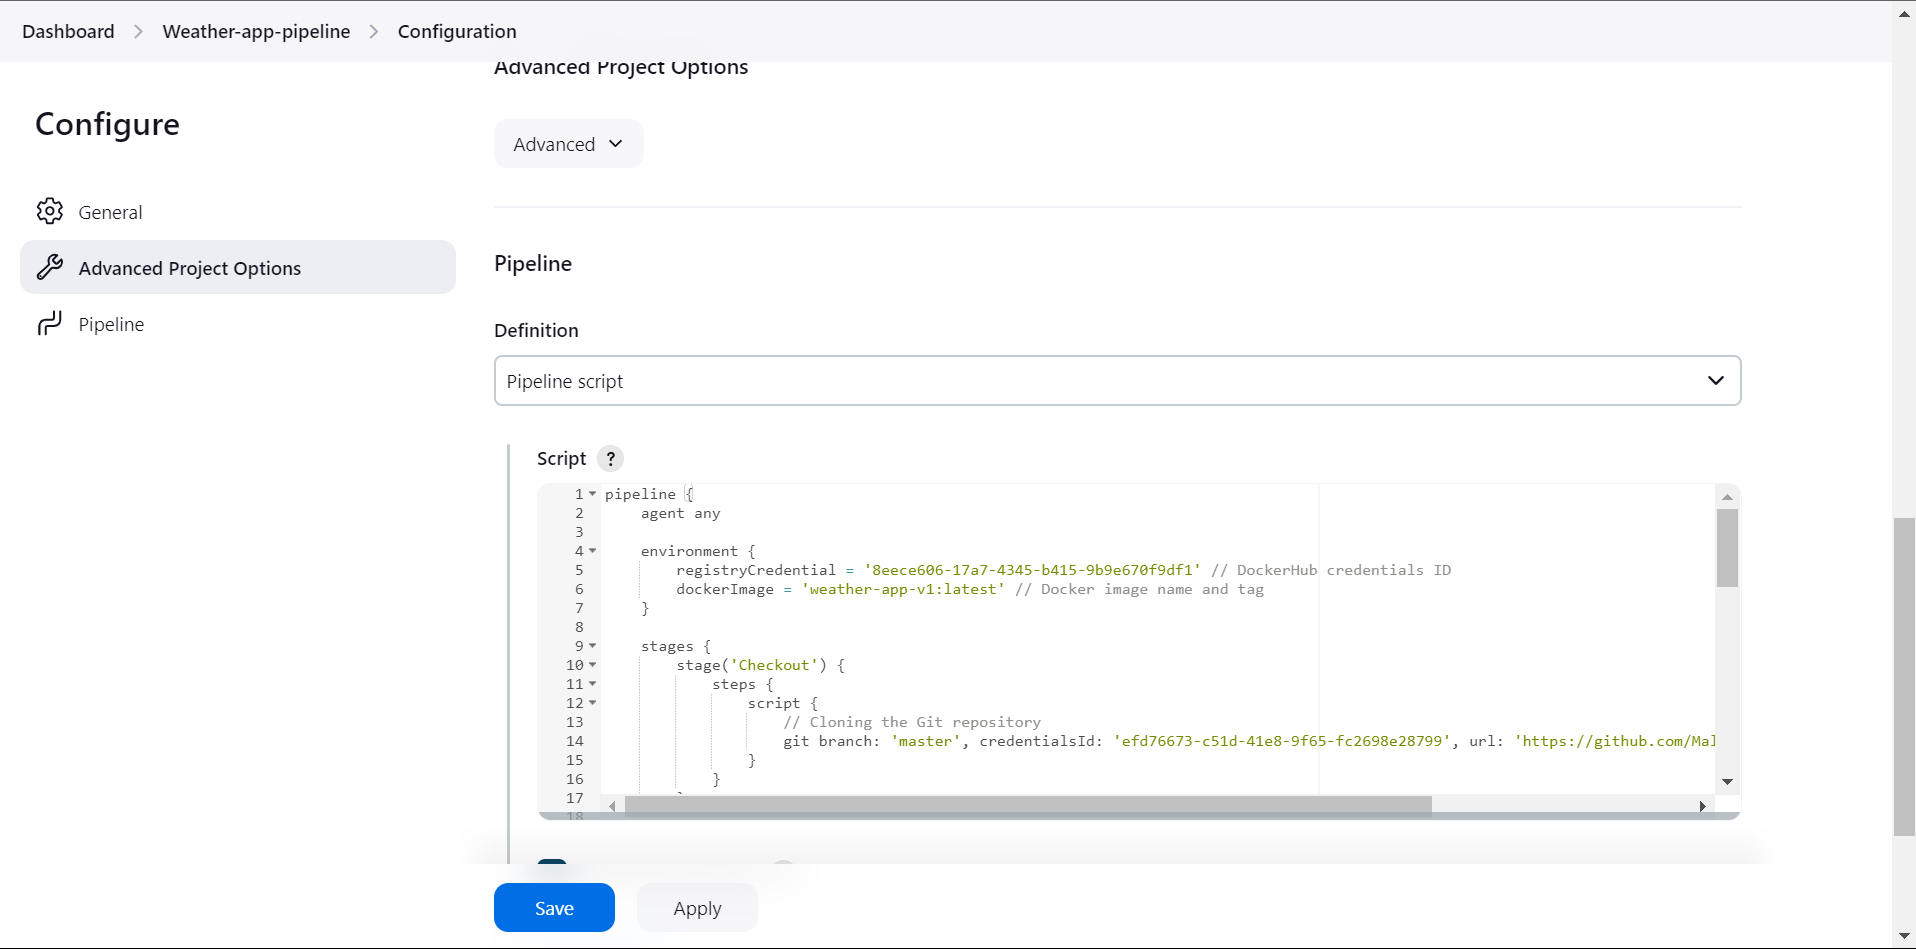 Dashboard > Weather-app-pipeline > Configuration
Configure
General
Advanced Project Options
Pipeline
Advanced Project Options
Advanced
Pipeline
Definition
Pipeline script
Script ?
1 pipeline {
2     agent any
3
4     environment {
5         registryCredential = '8eece606-17a7-4345-b415-9b9e670f9df1' // DockerHub credentials ID
6         dockerImage = 'weather-app-v1:latest' // Docker image name and tag
7     }
8
9     stages {
10         stage('Checkout') {
11             steps {
12                 script {
13                     // Cloning the Git repository
14                     git branch: 'master', credentialsId: 'efd76673-c51d-41e8-9f65-fc2698e28799', url: 'https://github.com/Mal
15                 }
16             }
17
18
Save
Apply